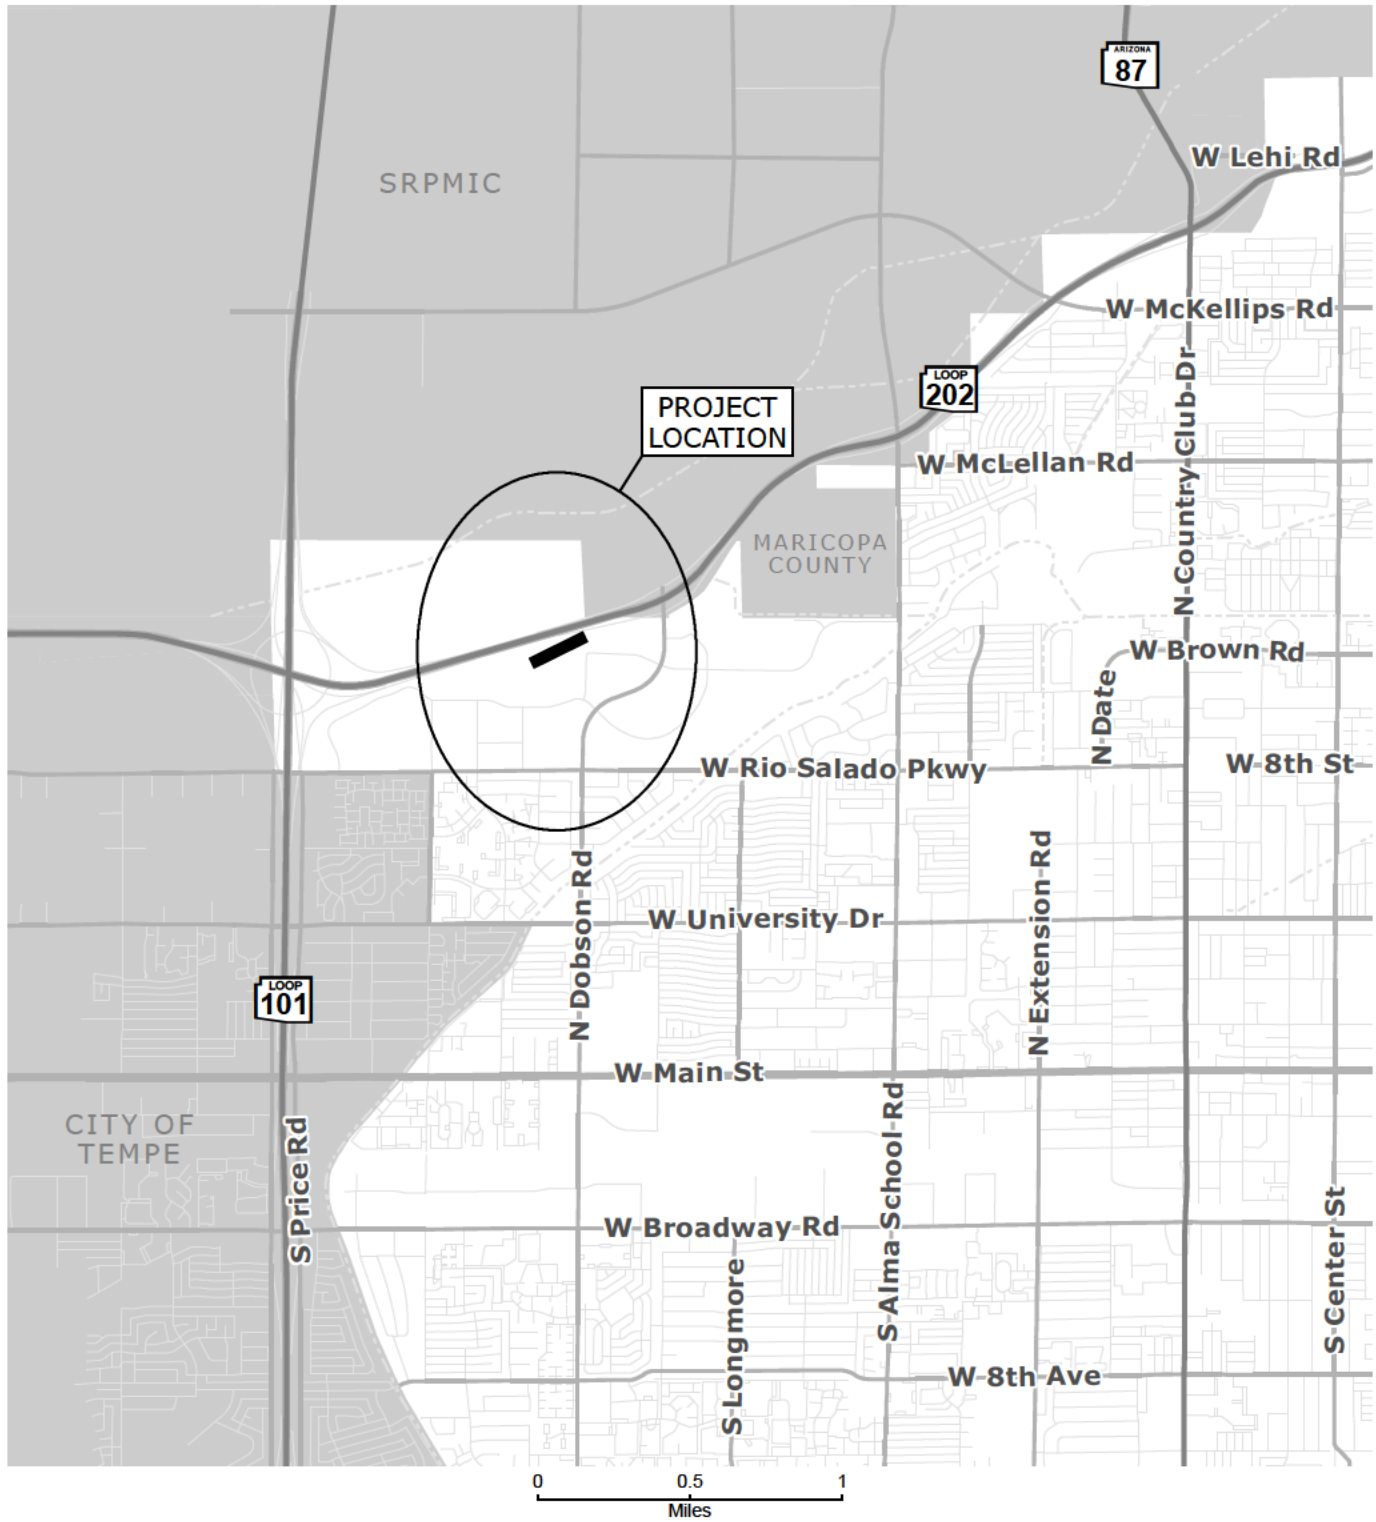 ARIZONA
87
W Lehi Rd
SRPMIC
W McKellips Rd
LOOP
202
N Country Club Dr
PROJECT
LOCATION
W McLellan Rd
MARICOPA
COUNTY
W Brown Rd
N Date
W Rio Salado Pkwy
W 8th St
N Dobson Rd
N Extension Rd
W University Dr
LOOP
101
W Main St
CITY OF
TEMPE
S Price Rd
S Alma School Rd
W Broadway Rd
S Center St
S Longmore
W 8th Ave
0 0.5 1
Miles